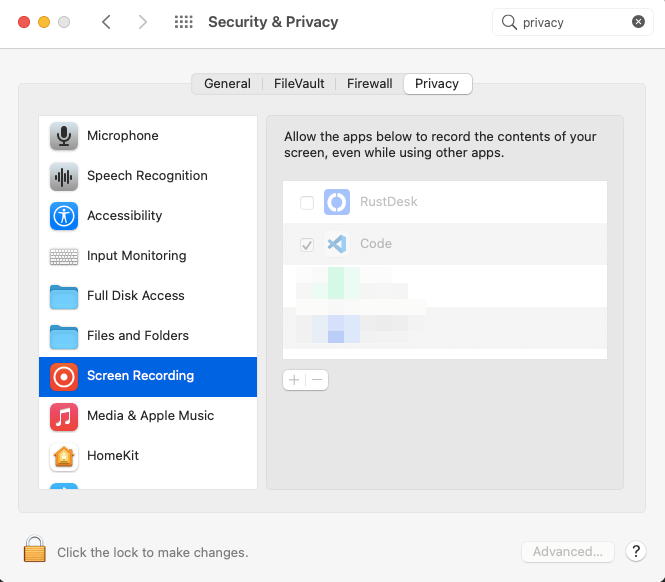 Security & Privacy
privacy
General FileVault Firewall Privacy
Microphone
Speech Recognition
Accessibility
Input Monitoring
Full Disk Access
Files and Folders
Screen Recording
Media & Apple Music
HomeKit
Allow the apps below to record the contents of your
screen, even while using other apps.
RustDesk
Code
Click the lock to make changes.
Advanced...
?